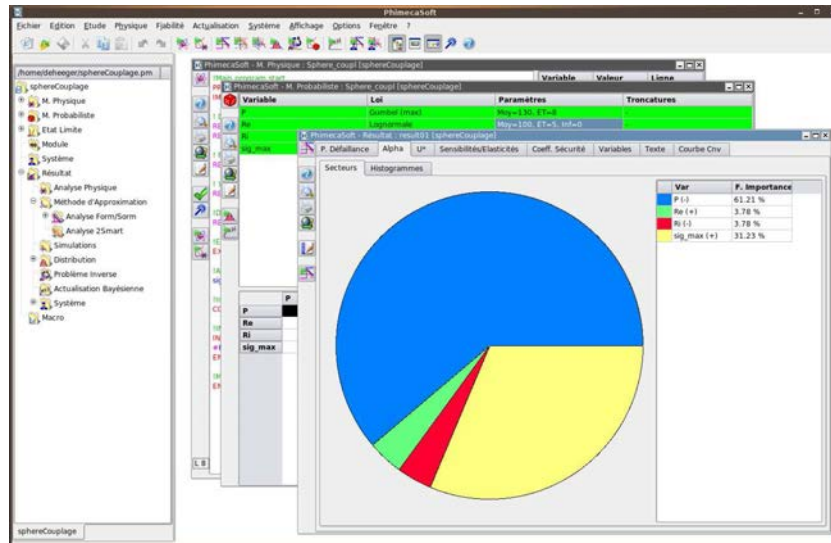 PhimecaSoft
Fichier Edition Etude Physique Fiabilité Actualisation Système Affichage Options Fenêtre ?
/home/deheeger/sphereCouplage.pm
sphereCouplage
M. Physique
M. Probabiliste
Etat Limite
Module
Système
Résultat
Analyse Physique
Méthode d'Approximation
Analyse Form/Sorm
Analyse 2Smart
Simulations
Distribution
Problème Inverse
Actualisation Bayésienne
Système
Macro
sphereCouplage
PhimecaSoft - M. Physique : Sphere_coupl [sphereCouplage]
!Main program start
Variable Valeur Ligne
PhimecaSoft - M. Probabiliste : Sphere_coupl [sphereCouplage]
Variable Loi Paramètres Troncatures
P Gumbel (max) Moy=130, ET=8 -
Re Lognormale Moy=100, ET=5, Inf=0 -
Ri
sig_max
P
P
Re
Ri
sig_max
L 8
PhimecaSoft - Résultat : result01 [sphereCouplage]
P. Défaillance Alpha U* Sensibilités/Elasticités Coeff. Sécurité Variables Texte Courbe Cnv
Secteurs Histogrammes
Var F. Importance
P (-) 61.21 %
Re (+) 3.78 %
Ri (-) 3.78 %
sig_max (+) 31.23 %